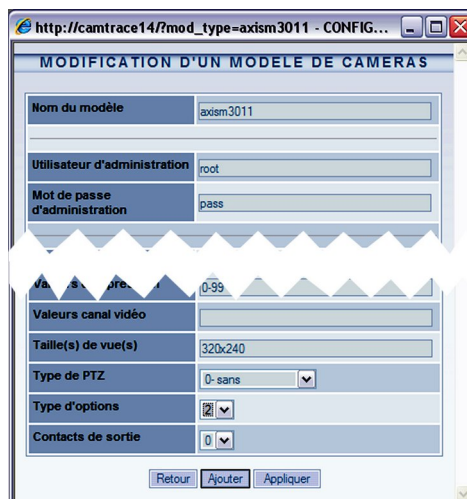 http://camtrace14/?mod_type=axism3011 - CONFIG...
MODIFICATION D'UN MODELE DE CAMERAS
Nom du modèle axism3011
Utilisateur d'administration root
Mot de passe d'administration pass
0-99
Valeurs canal vidéo
Taille(s) de vue(s) 320x240
Type de PTZ 0- sans
Type d'options 2
Contacts de sortie 0
Retour Ajouter Appliquer